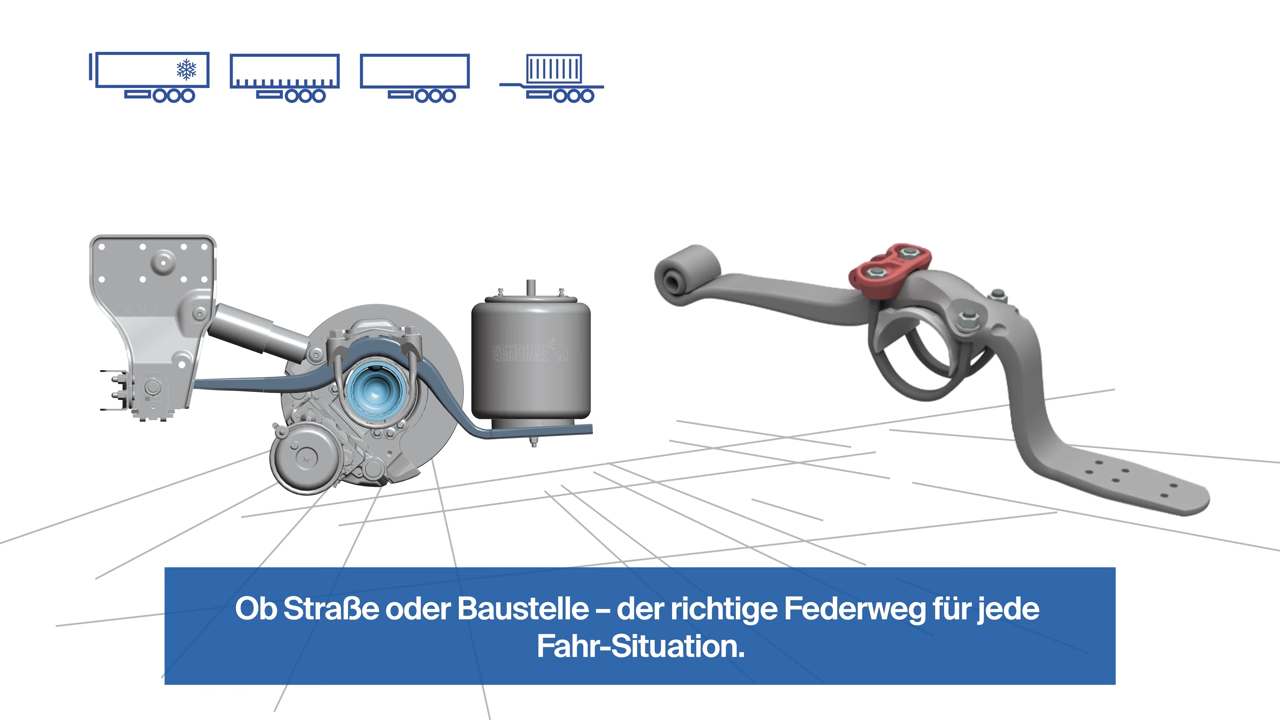 Ob Straße oder Baustelle – der richtige Federweg für jede
Fahr-Situation.